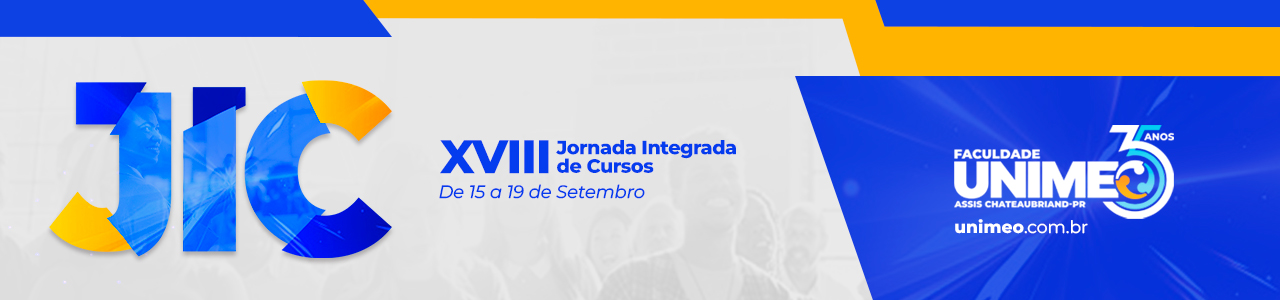 JIC
XVIII
Jornada Integrada
de Cursos
De 15 a 19 de Setembro
35 ANOS
FACULDADE
UNIMEO
ASSIS CHATEAUBRIAND-PR
unimeo.com.br